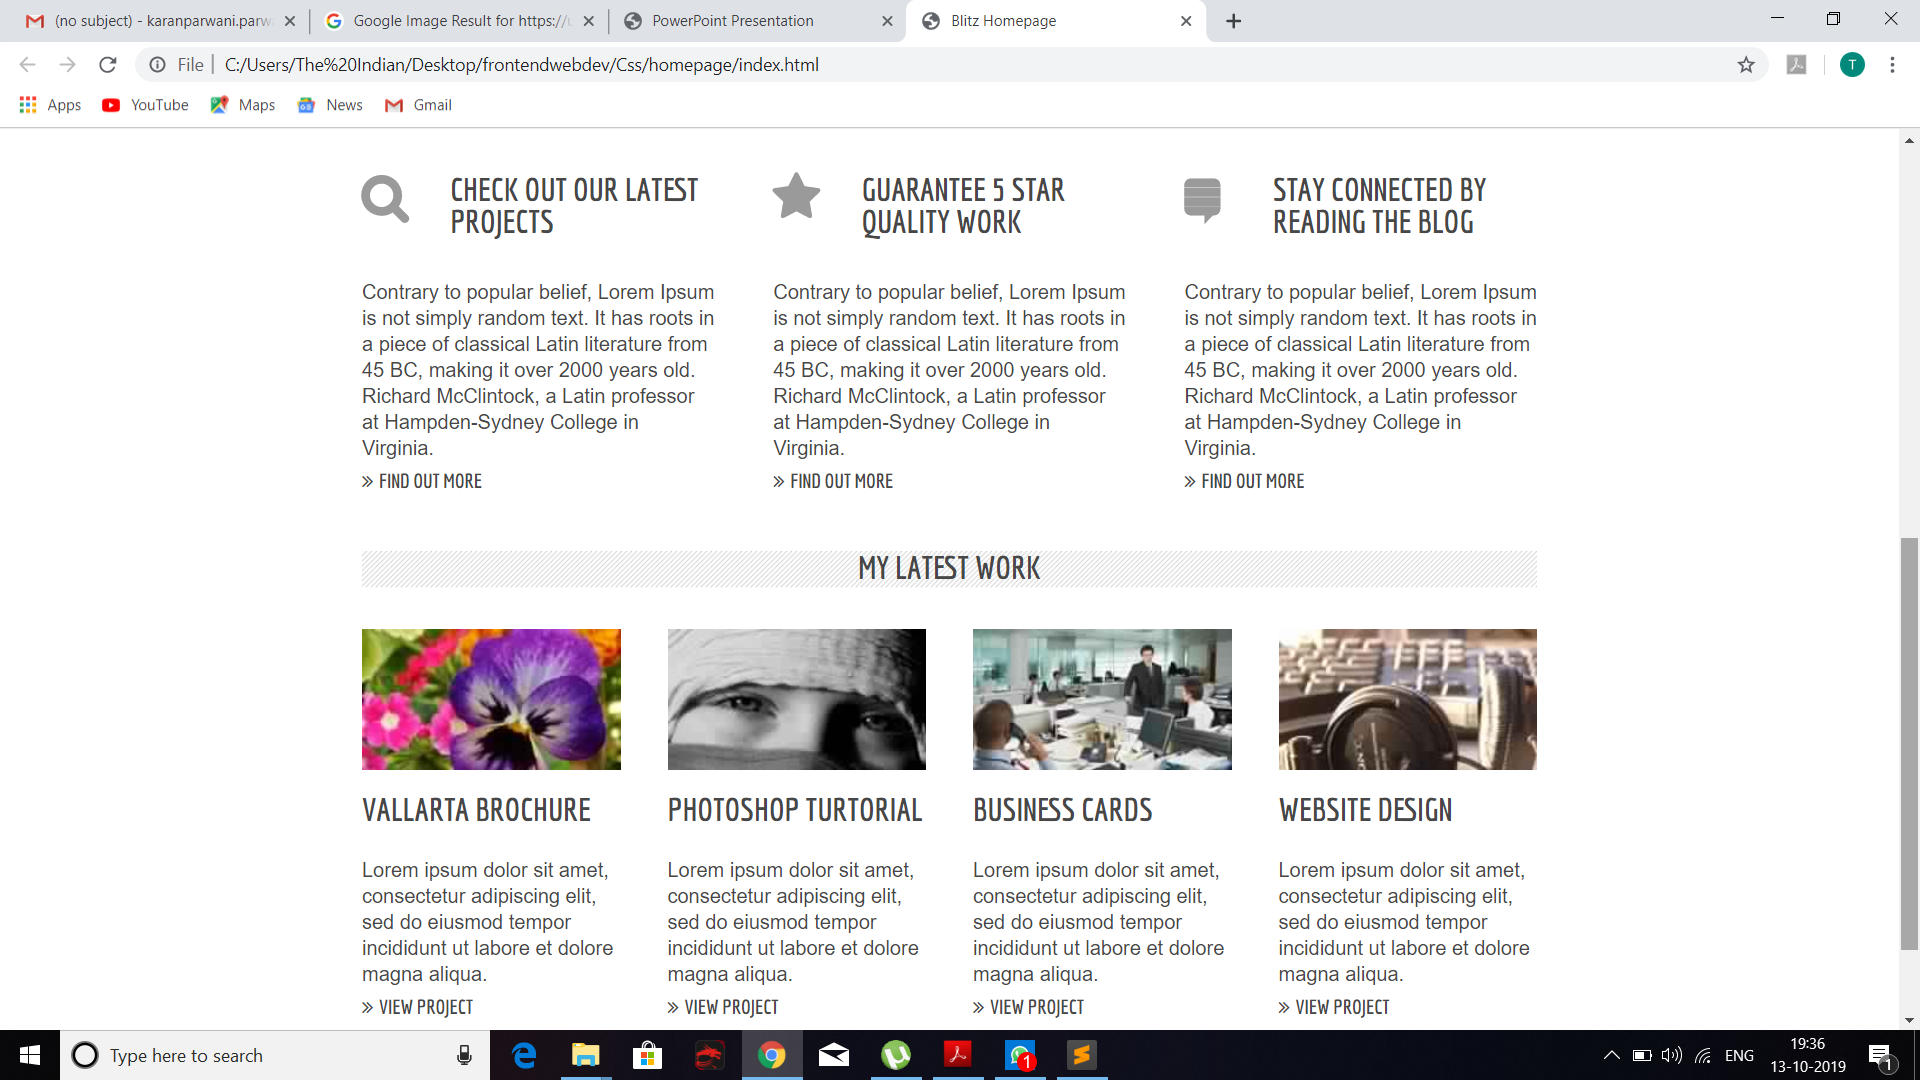 (no subject) - karanparwani.parw
Google Image Result for https://u
PowerPoint Presentation
Blitz Homepage
File
C:/Users/The%20Indian/Desktop/frontendwebdev/Css/homepage/index.html
T
Apps
YouTube
Maps
News
Gmail
CHECK OUT OUR LATEST
PROJECTS
Contrary to popular belief, Lorem Ipsum
is not simply random text. It has roots in
a piece of classical Latin literature from
45 BC, making it over 2000 years old.
Richard McClintock, a Latin professor
at Hampden-Sydney College in
Virginia.
» FIND OUT MORE
GUARANTEE 5 STAR
QUALITY WORK
Contrary to popular belief, Lorem Ipsum
is not simply random text. It has roots in
a piece of classical Latin literature from
45 BC, making it over 2000 years old.
Richard McClintock, a Latin professor
at Hampden-Sydney College in
Virginia.
» FIND OUT MORE
STAY CONNECTED BY
READING THE BLOG
Contrary to popular belief, Lorem Ipsum
is not simply random text. It has roots in
a piece of classical Latin literature from
45 BC, making it over 2000 years old.
Richard McClintock, a Latin professor
at Hampden-Sydney College in
Virginia.
» FIND OUT MORE
MY LATEST WORK
VALLARTA BROCHURE
Lorem ipsum dolor sit amet,
consectetur adipiscing elit,
sed do eiusmod tempor
incididunt ut labore et dolore
magna aliqua.
» VIEW PROJECT
PHOTOSHOP TURTORIAL
Lorem ipsum dolor sit amet,
consectetur adipiscing elit,
sed do eiusmod tempor
incididunt ut labore et dolore
magna aliqua.
» VIEW PROJECT
BUSINESS CARDS
Lorem ipsum dolor sit amet,
consectetur adipiscing elit,
sed do eiusmod tempor
incididunt ut labore et dolore
magna aliqua.
» VIEW PROJECT
WEBSITE DESIGN
Lorem ipsum dolor sit amet,
consectetur adipiscing elit,
sed do eiusmod tempor
incididunt ut labore et dolore
magna aliqua.
» VIEW PROJECT
Type here to search
1
ENG
19:36
13-10-2019
1